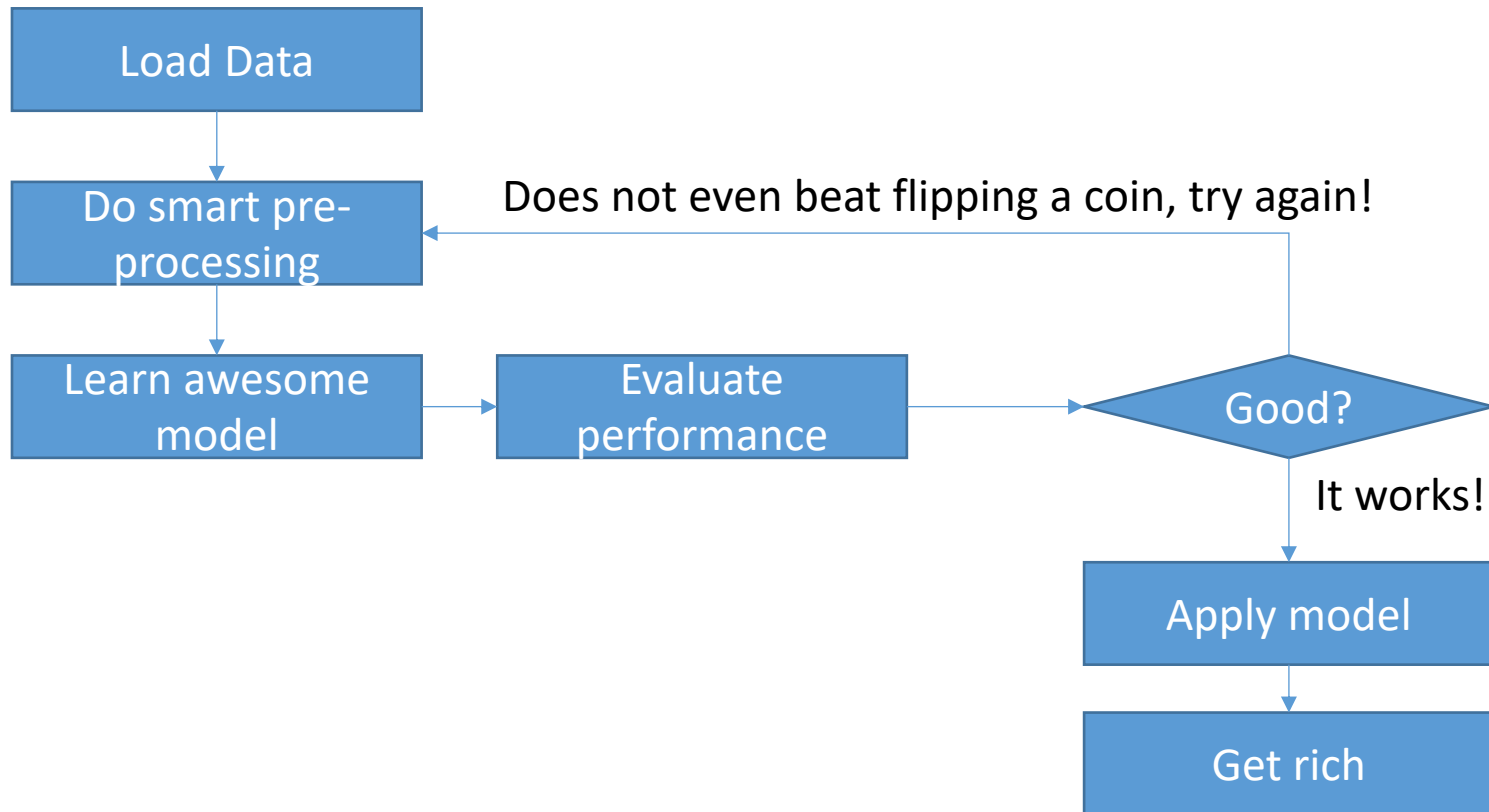 Load Data
Do smart pre-
processing
Does not even beat flipping a coin, try again!
Learn awesome
model
Evaluate
performance
Good?
It works!
Apply model
Get rich